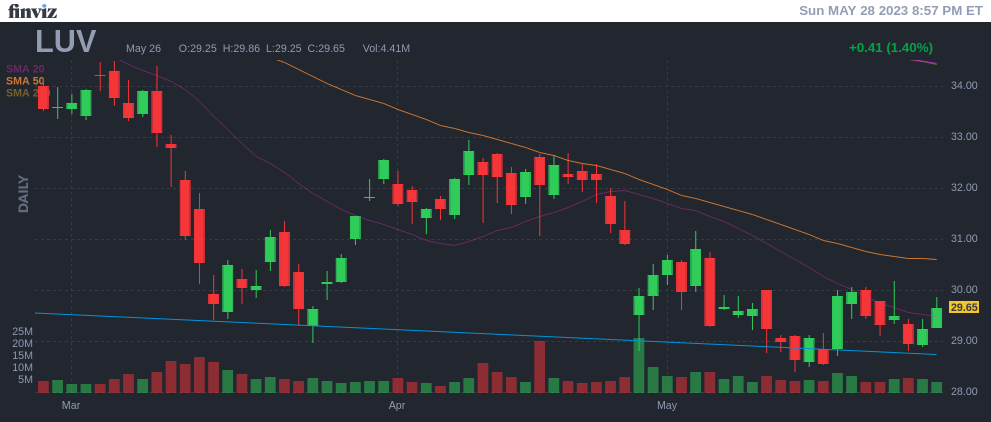 finviz
Sun MAY 28 2023 8:57 PM ET
LUV
May 26 O:29.25 H:29.86 L:29.25 C:29.65 Vol:4.41M
+0.41 (1.40%)
SMA 20
SMA 50
SMA
DAILY
34.00
33.00
32.00
31.00
30.00
29.65
29.00
28.00
25M
20M
15M
10M
5M
Mar
Apr
May